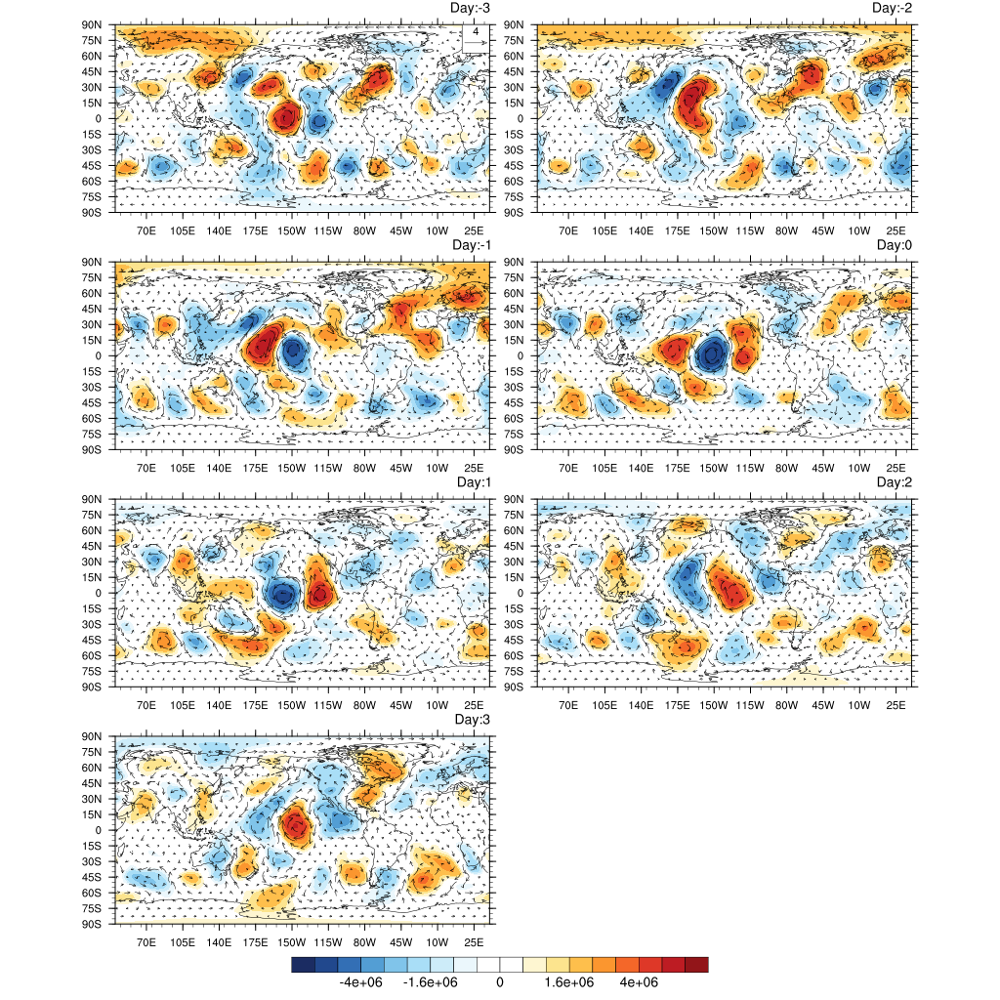 Day:-3
Day:-2
90N
75N
60N
45N
30N
15N
0
15S
30S
45S
60S
75S
90S
4
90N
75N
60N
45N
30N
15N
0
15S
30S
45S
60S
75S
90S
70E 105E 140E 175E 150W 115W 80W 45W 10W 25E
70E 105E 140E 175E 150W 115W 80W 45W 10W 25E
Day:-1
Day:0
90N
75N
60N
45N
30N
15N
0
15S
30S
45S
60S
75S
90S
90N
75N
60N
45N
30N
15N
0
15S
30S
45S
60S
75S
90S
70E 105E 140E 175E 150W 115W 80W 45W 10W 25E
70E 105E 140E 175E 150W 115W 80W 45W 10W 25E
Day:1
Day:2
90N
75N
60N
45N
30N
15N
0
15S
30S
45S
60S
75S
90S
90N
75N
60N
45N
30N
15N
0
15S
30S
45S
60S
75S
90S
70E 105E 140E 175E 150W 115W 80W 45W 10W 25E
70E 105E 140E 175E 150W 115W 80W 45W 10W 25E
Day:3
90N
75N
60N
45N
30N
15N
0
15S
30S
45S
60S
75S
90S
70E 105E 140E 175E 150W 115W 80W 45W 10W 25E
-4e+06 -1.6e+06 0 1.6e+06 4e+06